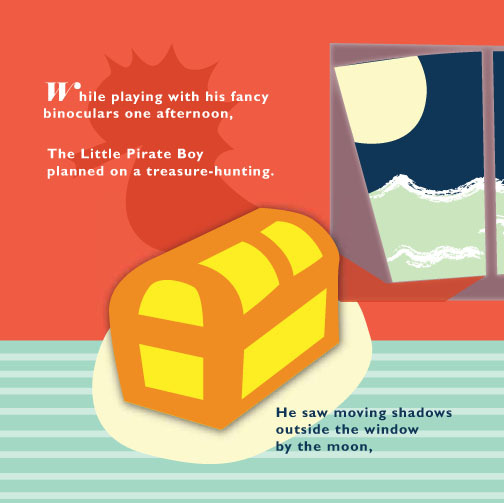 While playing with his fancy
binoculars one afternoon,
The Little Pirate Boy
planned on a treasure-hunting.
He saw moving shadows
outside the window
by the moon,